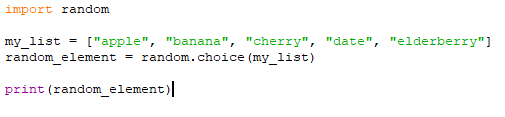 import random
my_list = ["apple", "banana", "cherry", "date", "elderberry"]
random_element = random.choice(my_list)
print(random_element)